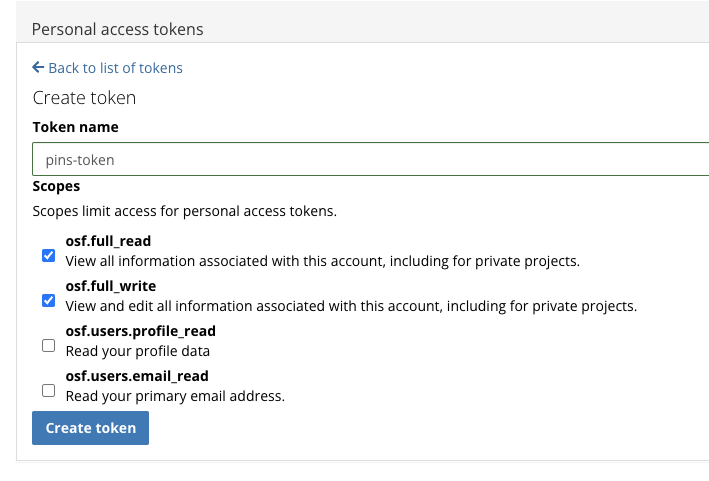 Personal access tokens
Back to list of tokens
Create token
Token name
pins-token
Scopes
Scopes limit access for personal access tokens.
osf.full_read
View all information associated with this account, including for private projects.
osf.full_write
View and edit all information associated with this account, including for private projects.
osf.users.profile_read
Read your profile data
osf.users.email_read
Read your primary email address.
Create token